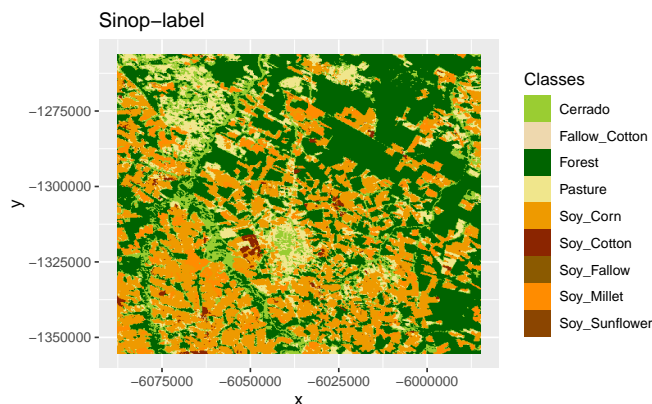 Sinop−label
Classes
Cerrado
Fallow_Cotton
Forest
Pasture
Soy_Corn
Soy_Cotton
Soy_Fallow
Soy_Millet
Soy_Sunflower
y
−1275000
−1300000
−1325000
−1350000
−6075000 −6050000 −6025000 −6000000
x